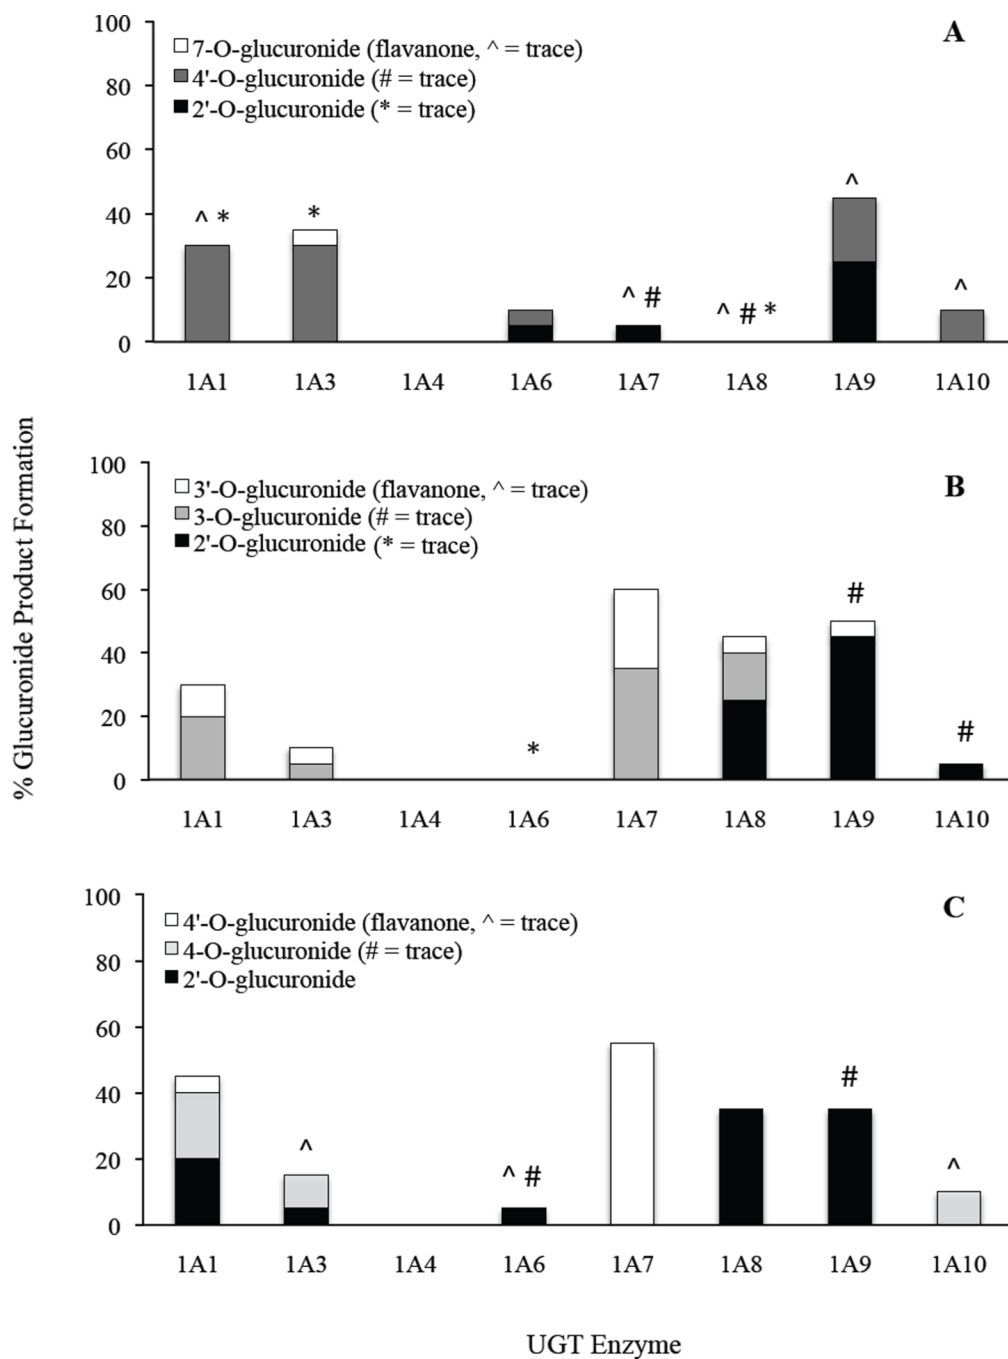 100
A
7-O-glucuronide (flavanone, ^ = trace)
80
4'-O-glucuronide (# = trace)
2'-O-glucuronide (* = trace)
60
^
40
^ *
*
20
^ #
^ # *
^
0
1A1 1A3 1A4 1A6 1A7 1A8 1A9 1A10
% Glucuronide Product Formation
100
B
3'-O-glucuronide (flavanone, ^ = trace)
80
3-O-glucuronide (# = trace)
2'-O-glucuronide (* = trace)
60
#
40
20
*
#
0
1A1 1A3 1A4 1A6 1A7 1A8 1A9 1A10
100
C
4'-O-glucuronide (flavanone, ^ = trace)
80
4-O-glucuronide (# = trace)
2'-O-glucuronide
60
#
40
^
20
^ #
^
0
1A1 1A3 1A4 1A6 1A7 1A8 1A9 1A10
UGT Enzyme